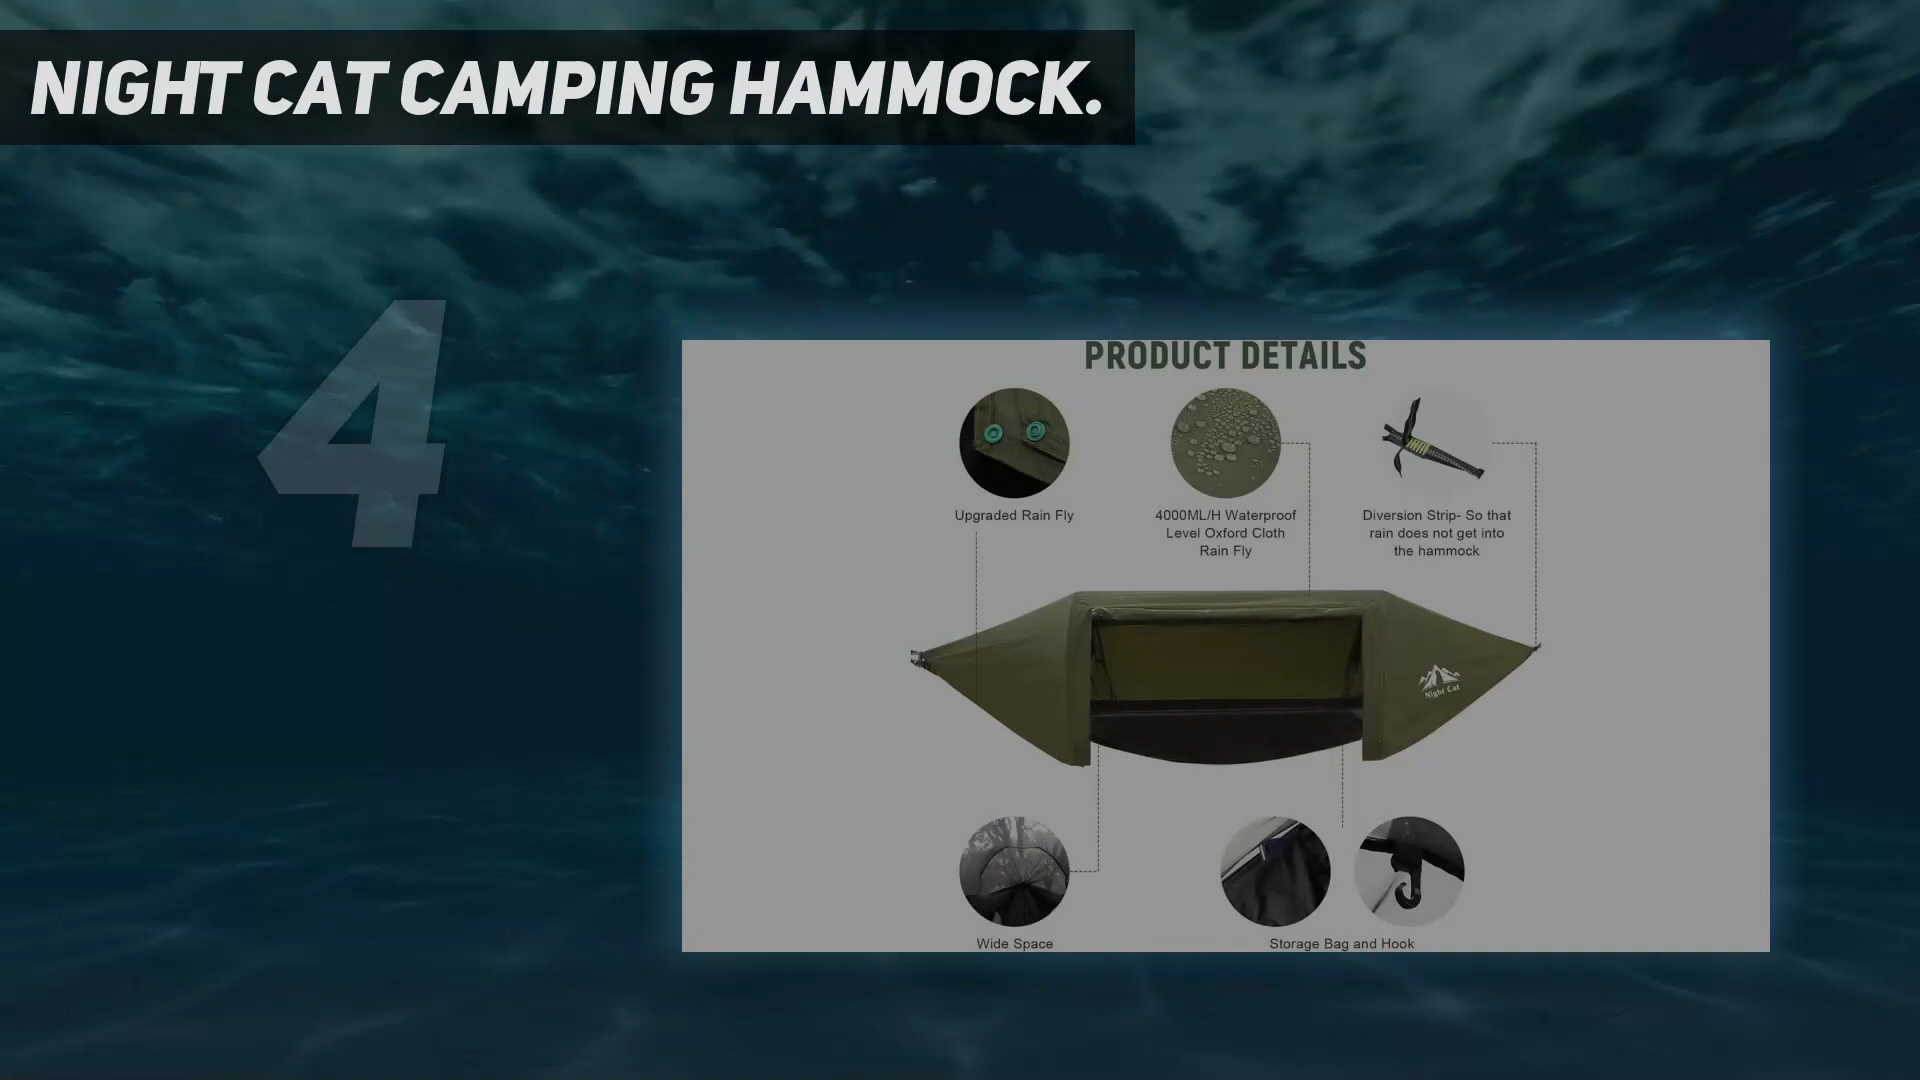 NIGHT CAT CAMPING HAMMOCK.
4
PRODUCT DETAILS
Upgraded Rain Fly
4000ML/H Waterproof
Level Oxford Cloth
Rain Fly
Diversion Strip- So that
rain does not get into
the hammock
Night Cat
Wide Space
Storage Bag and Hook